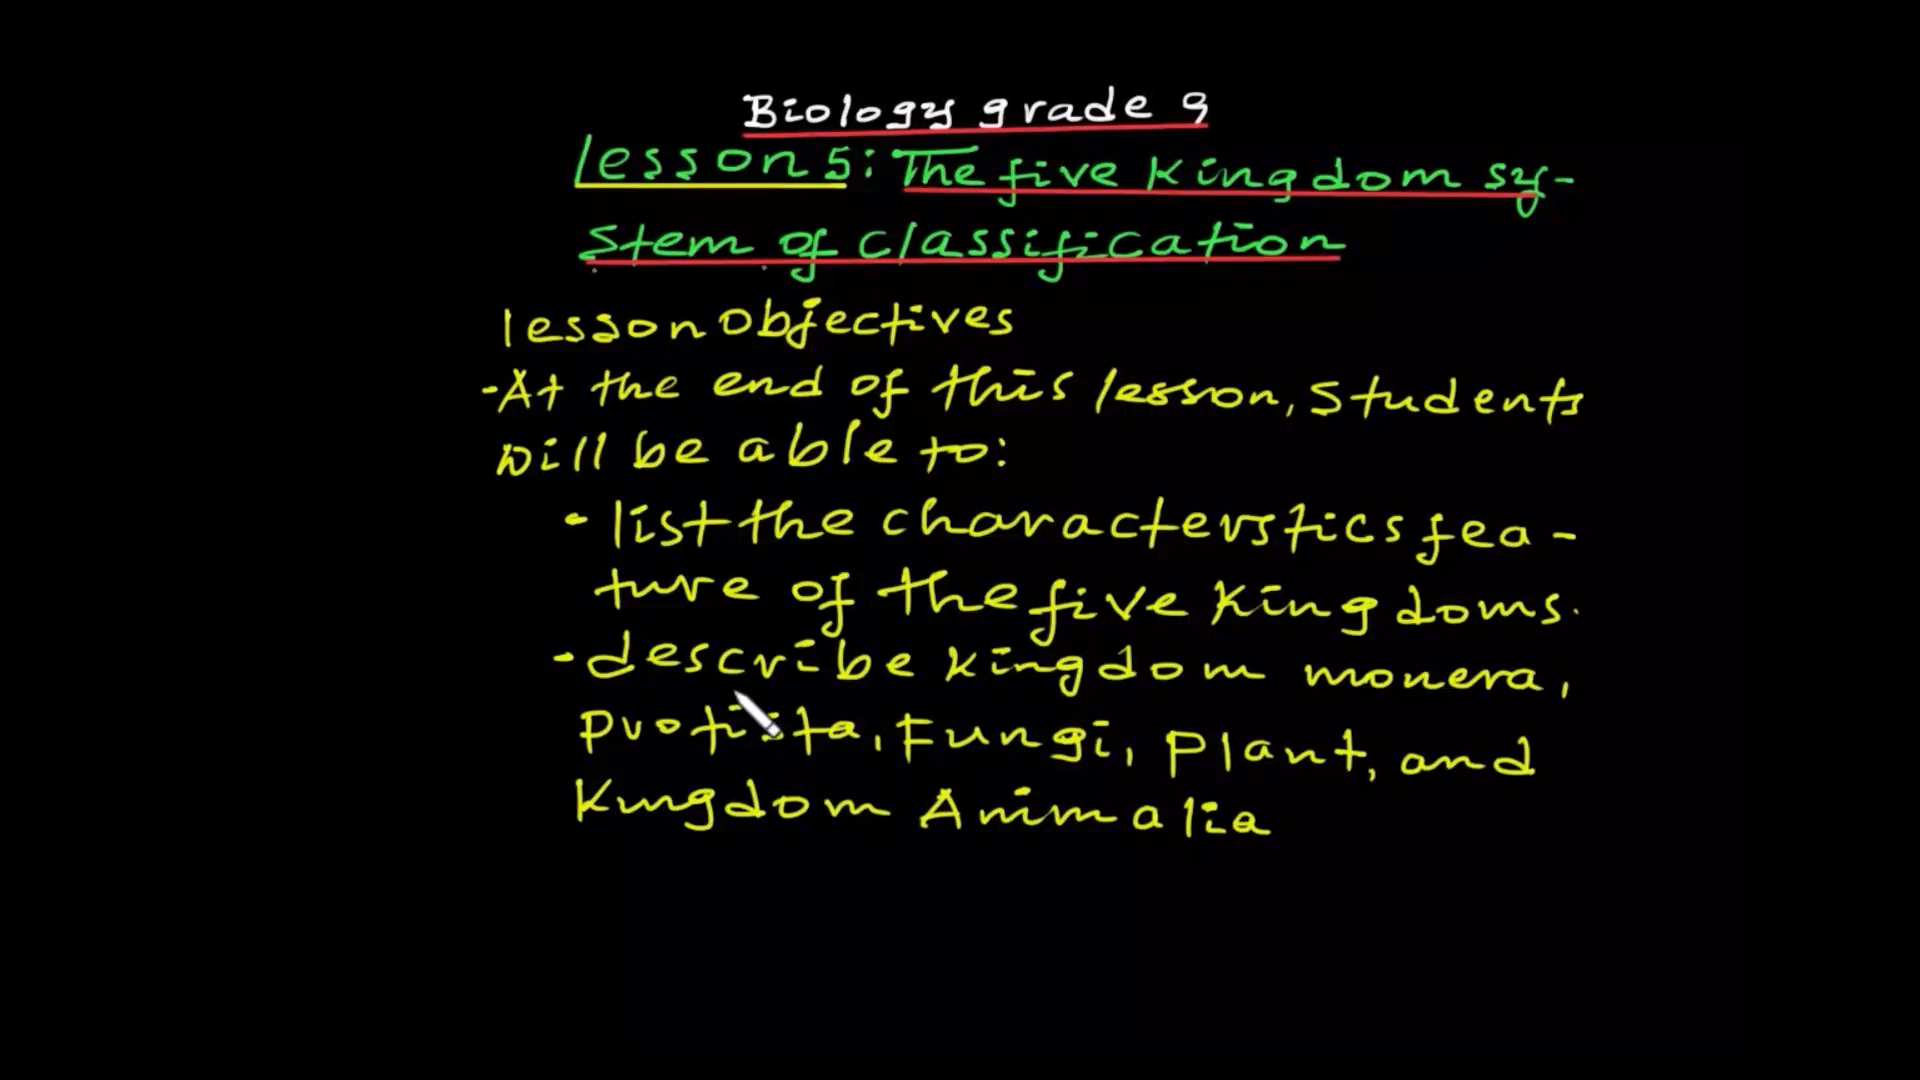 Biology grade 9
lesson 5: The five Kingdom sy-
stem of classification
lesson Objectives
-At the end of this lesson, students
will be able to:
• list the characterstics fea-
ture of the five Kingdoms.
• describe kingdom monera,
Protista, Fungi, Plant, and
Kingdom Animalia